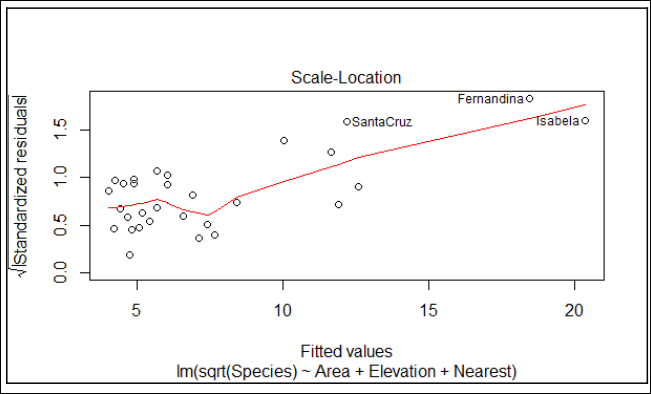 Scale-Location
√|Standardized residuals|
1.5
1.0
0.5
0.0
Fernandina
SantaCruz
Isabela
5
10
15
20
Fitted values
lm(sqrt(Species) ~ Area + Elevation + Nearest)